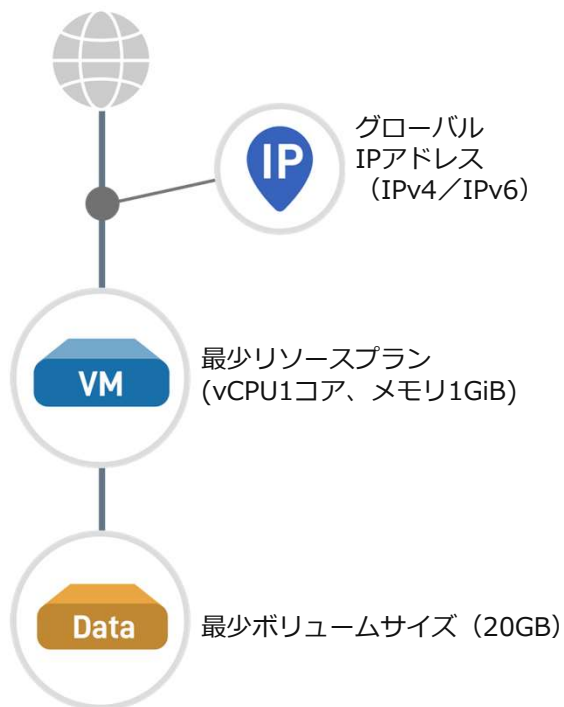 IP
グローバル
IPアドレス
（IPv4／IPv6）
VM
最少リソースプラン
(vCPU1コア、メモリ1GiB)
Data
最少ボリュームサイズ（20GB）